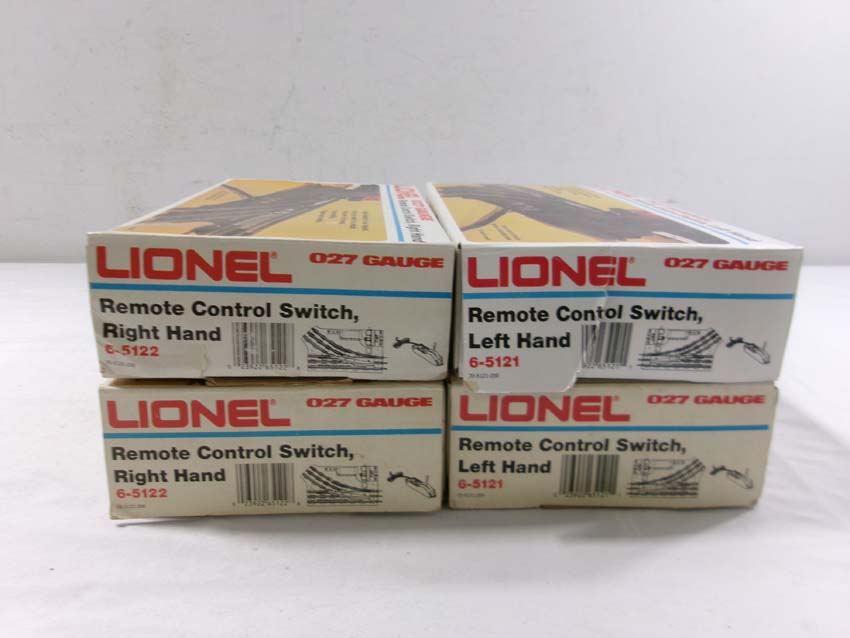 LIONEL® 027 GAUGE
Remote Control Switch,
Right Hand
6-5122
LIONEL® 027 GAUGE
Remote Control Switch,
Left Hand
6-5121
LIONEL® 027 GAUGE
Remote Control Switch,
Right Hand
6-5122
LIONEL® 027 GAUGE
Remote Control Switch,
Left Hand
6-5121